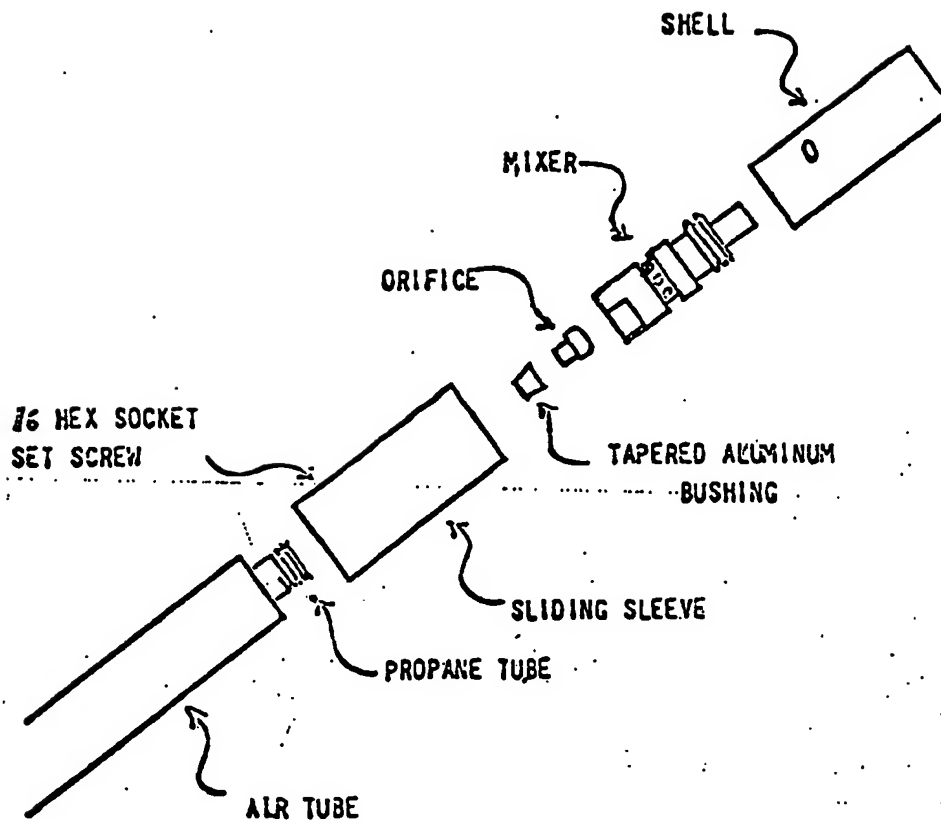 SHELL
MIXER
ORIFICE
#6 HEX SOCKET
SET SCREW
TAPERED ALUMINUM
BUSHING
SLIDING SLEEVE
PROPANE TUBE
AIR TUBE